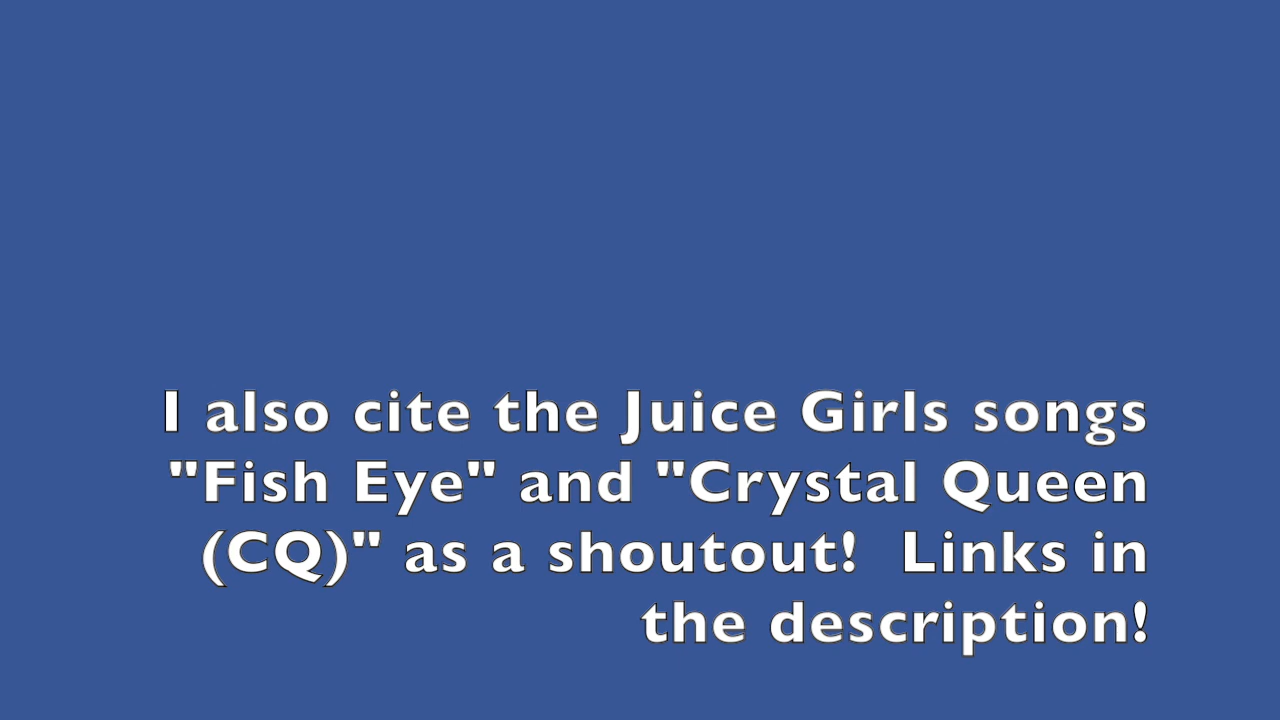 I also cite the Juice Girls songs
"Fish Eye" and "Crystal Queen
(CQ)" as a shoutout!  Links in
the description!